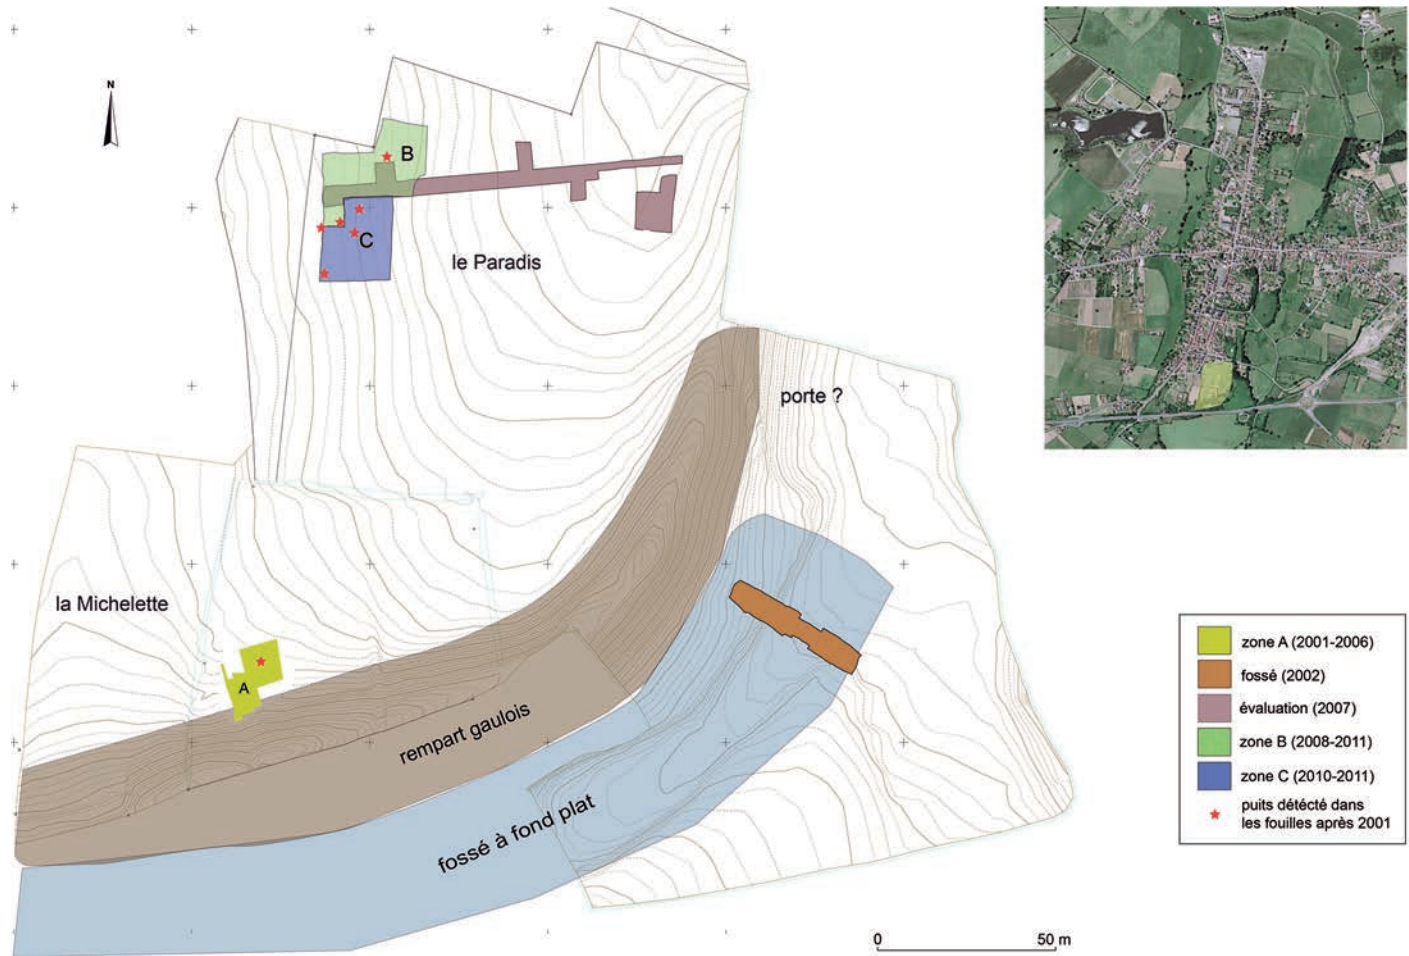 N
B
C
le Paradis
porte ?
la Michelette
A
rempart gaulois
fossé à fond plat
zone A (2001-2006)
fossé (2002)
évaluation (2007)
zone B (2008-2011)
zone C (2010-2011)
puits détécté dans
les fouilles après 2001
0 50 m